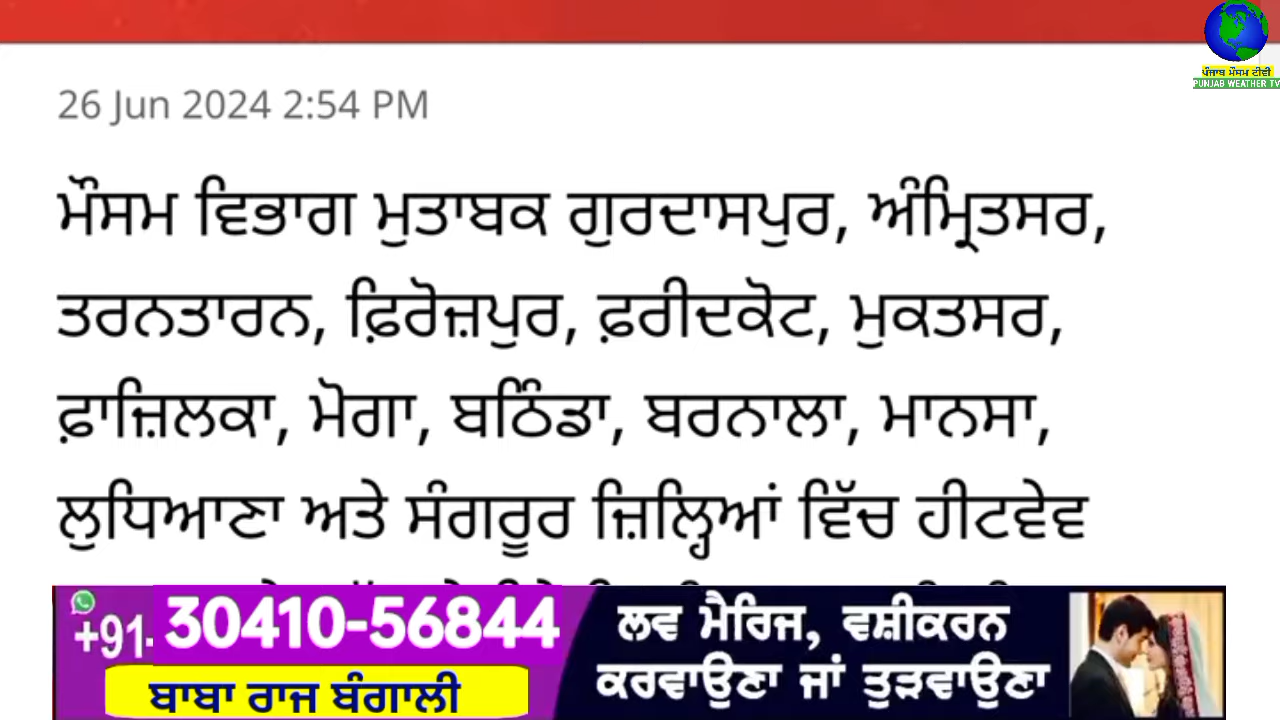 ਪੰਜਾਬ ਮੌਸਮ ਟੀਵੀ
PUNJAB WEATHER TV
26 Jun 2024 2:54 PM
ਮੌਸਮ ਵਿਭਾਗ ਮੁਤਾਬਕ ਗੁਰਦਾਸਪੁਰ, ਅੰਮ੍ਰਿਤਸਰ,
ਤਰਨਤਾਰਨ, ਫ਼ਿਰੋਜ਼ਪੁਰ, ਫ਼ਰੀਦਕੋਟ, ਮੁਕਤਸਰ,
ਫ਼ਾਜ਼ਿਲਕਾ, ਮੋਗਾ, ਬਠਿੰਡਾ, ਬਰਨਾਲਾ, ਮਾਨਸਾ,
ਲੁਧਿਆਣਾ ਅਤੇ ਸੰਗਰੂਰ ਜ਼ਿਲ੍ਹਿਆਂ ਵਿੱਚ ਹੀਟਵੇਵ
+91. 30410-56844
ਬਾਬਾ ਰਾਜ ਬੰਗਾਲੀ
ਲਵ ਮੈਰਿਜ, ਵਸ਼ੀਕਰਨ
ਕਰਵਾਉਣਾ ਜਾਂ ਤੁੜਵਾਉਣਾ